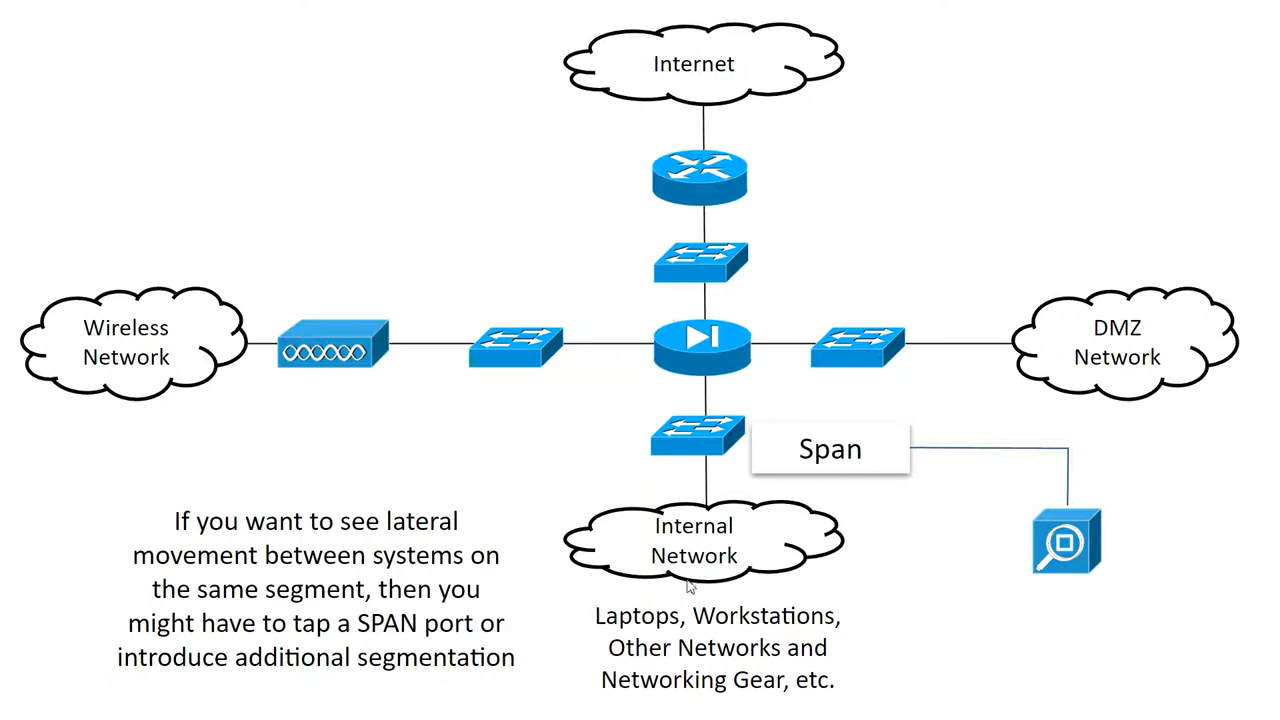 Internet
Wireless
Network
DMZ
Network
Span
Internal
Network
If you want to see lateral
movement between systems on
the same segment, then you
might have to tap a SPAN port or
introduce additional segmentation
Laptops, Workstations,
Other Networks and
Networking Gear, etc.